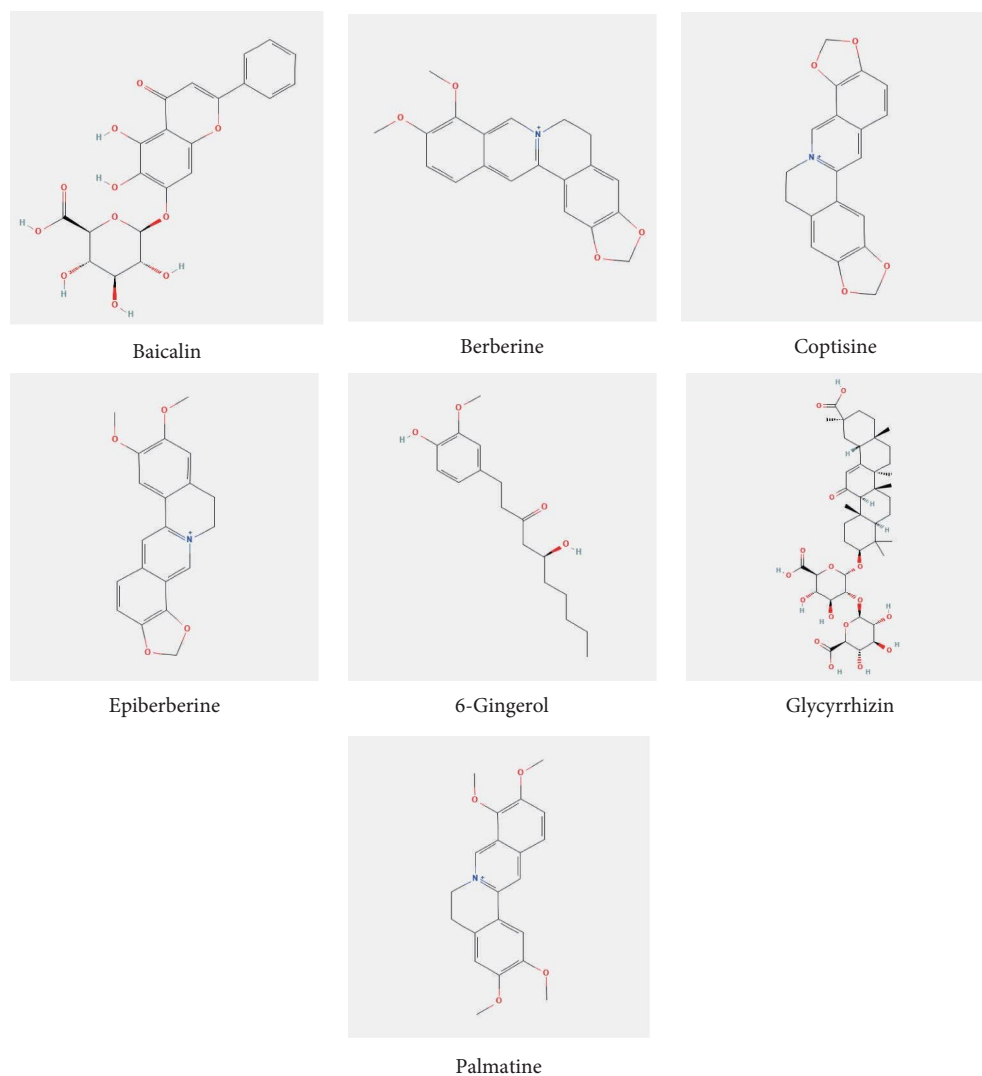 Baicalin
Berberine
Coptisine
Epiberberine
6-Gingerol
Glycyrrhizin
Palmatine